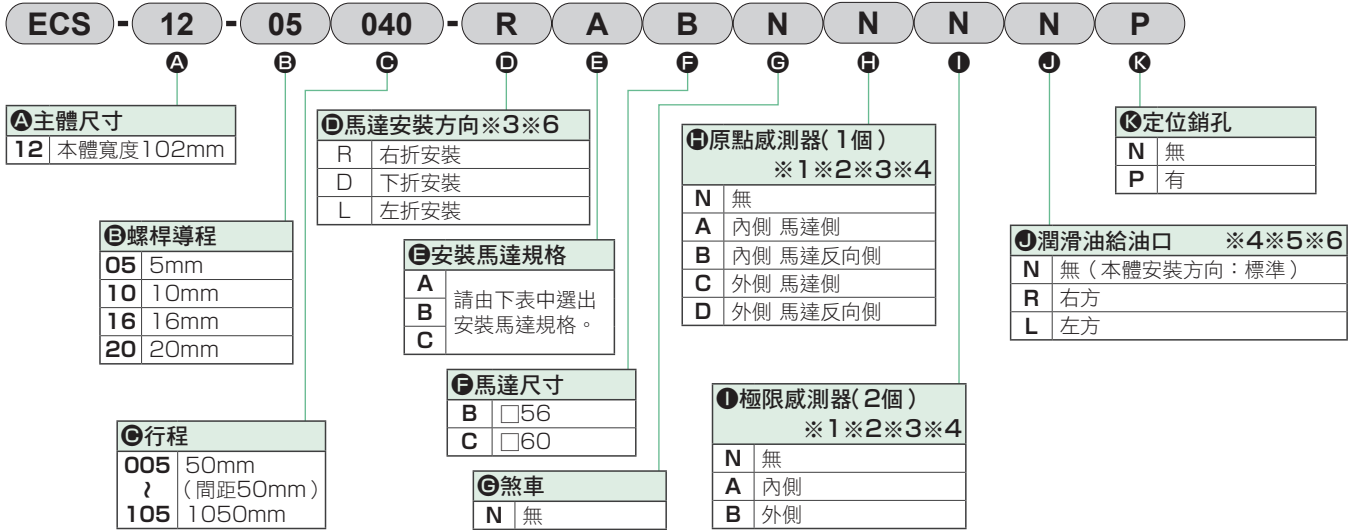 ECS - 12 - 05 040 - R A B N N N N P
A B C D E F G H I J K
A主體尺寸
12 本體寬度102mm
B螺桿導程
05 5mm
10 10mm
16 16mm
20 20mm
C行程
005 50mm
~ (間距50mm)
105 1050mm
D馬達安裝方向※3※6
R 右折安裝
D 下折安裝
L 左折安裝
E安裝馬達規格
A
B
C
請由下表中選出
安裝馬達規格。
F馬達尺寸
B □56
C □60
G煞車
N 無
H原點感測器(1個)
※1※2※3※4
N 無
A 內側 馬達側
B 內側 馬達反向側
C 外側 馬達側
D 外側 馬達反向側
I極限感測器(2個)
※1※2※3※4
N 無
A 內側
B 外側
J潤滑油給油口 ※4※5※6
N 無(本體安裝方向:標準)
R 右方
L 左方
K定位銷孔
N 無
P 有